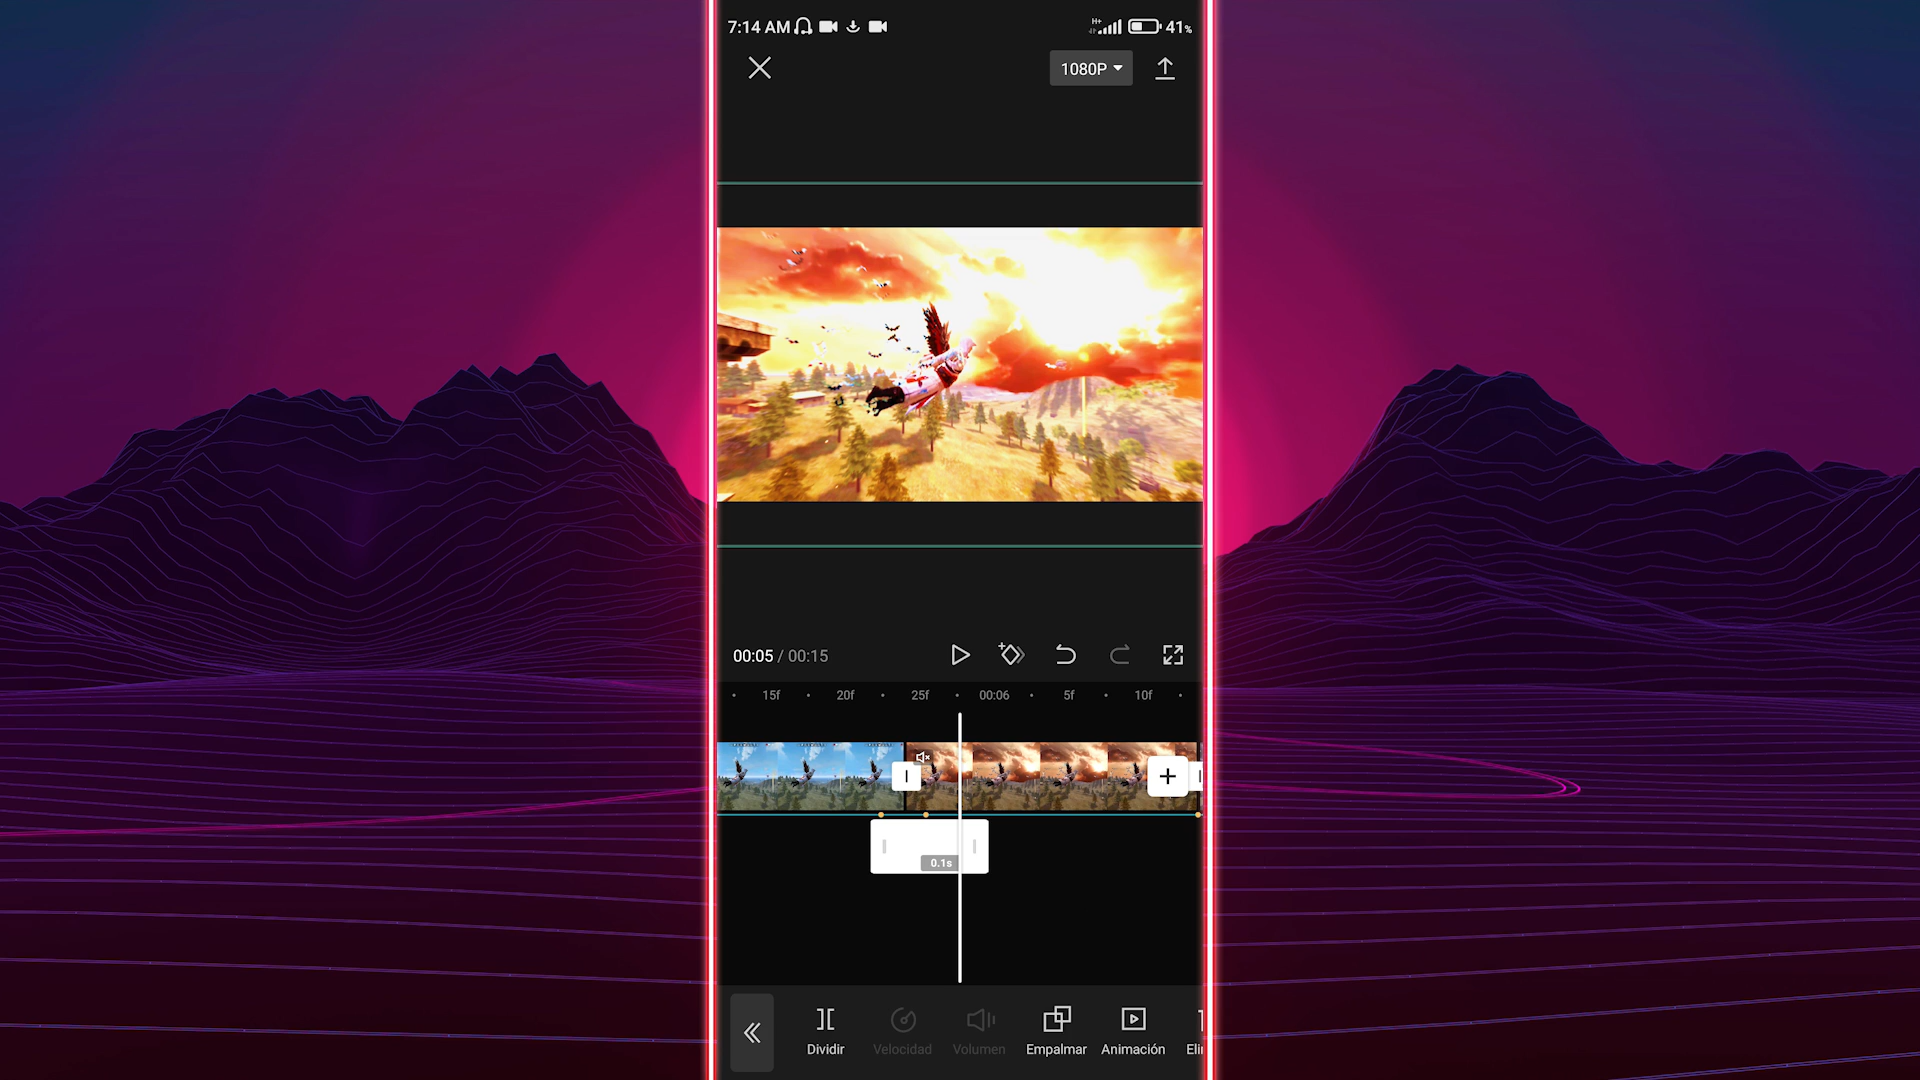 7:14 AM
H+
41%
1080P
00:05 / 00:15
15f
20f
25f
00:06
5f
10f
0.1s
Dividir
Velocidad
Volumen
Empalmar
Animación
Eli